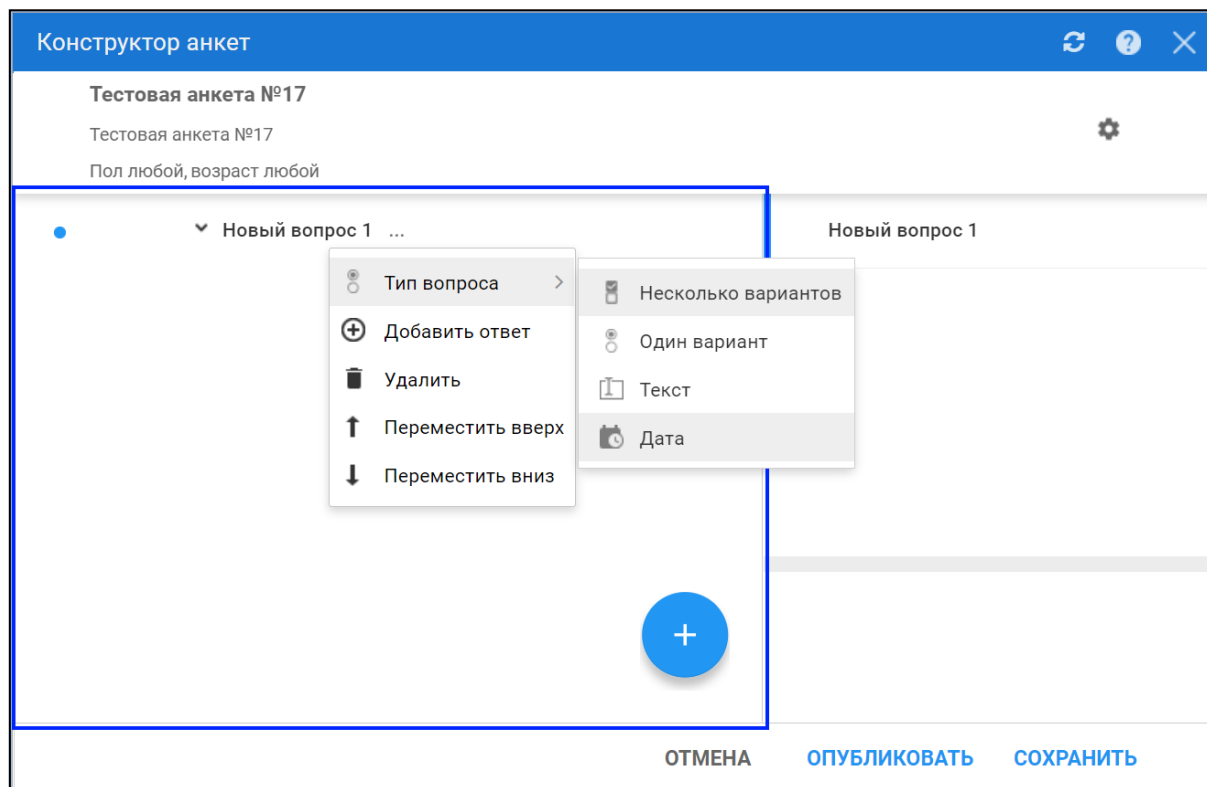 Конструктор анкет
Тестовая анкета №17
Тестовая анкета №17
Пол любой, возраст любой
Новый вопрос 1 ...
Новый вопрос 1
Тип вопроса
Добавить ответ
Удалить
Переместить вверх
Переместить вниз
Несколько вариантов
Один вариант
Текст
Дата
ОТМЕНА ОПУБЛИКОВАТЬ СОХРАНИТЬ